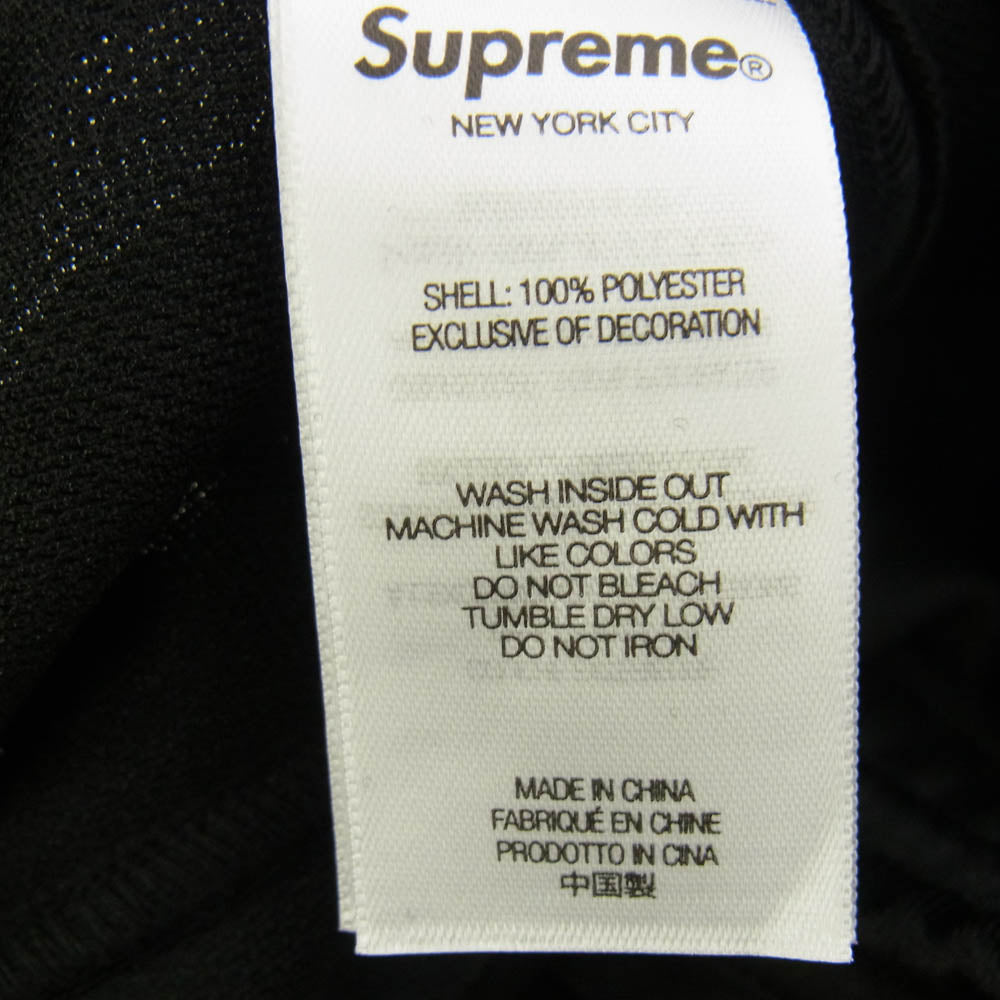 Supreme®
NEW YORK CITY
SHELL: 100% POLYESTER
EXCLUSIVE OF DECORATION
WASH INSIDE OUT
MACHINE WASH COLD WITH
LIKE COLORS
DO NOT BLEACH
TUMBLE DRY LOW
DO NOT IRON
MADE IN CHINA
FABRIQUÉ EN CHINE
PRODOTTO IN CINA
中国製